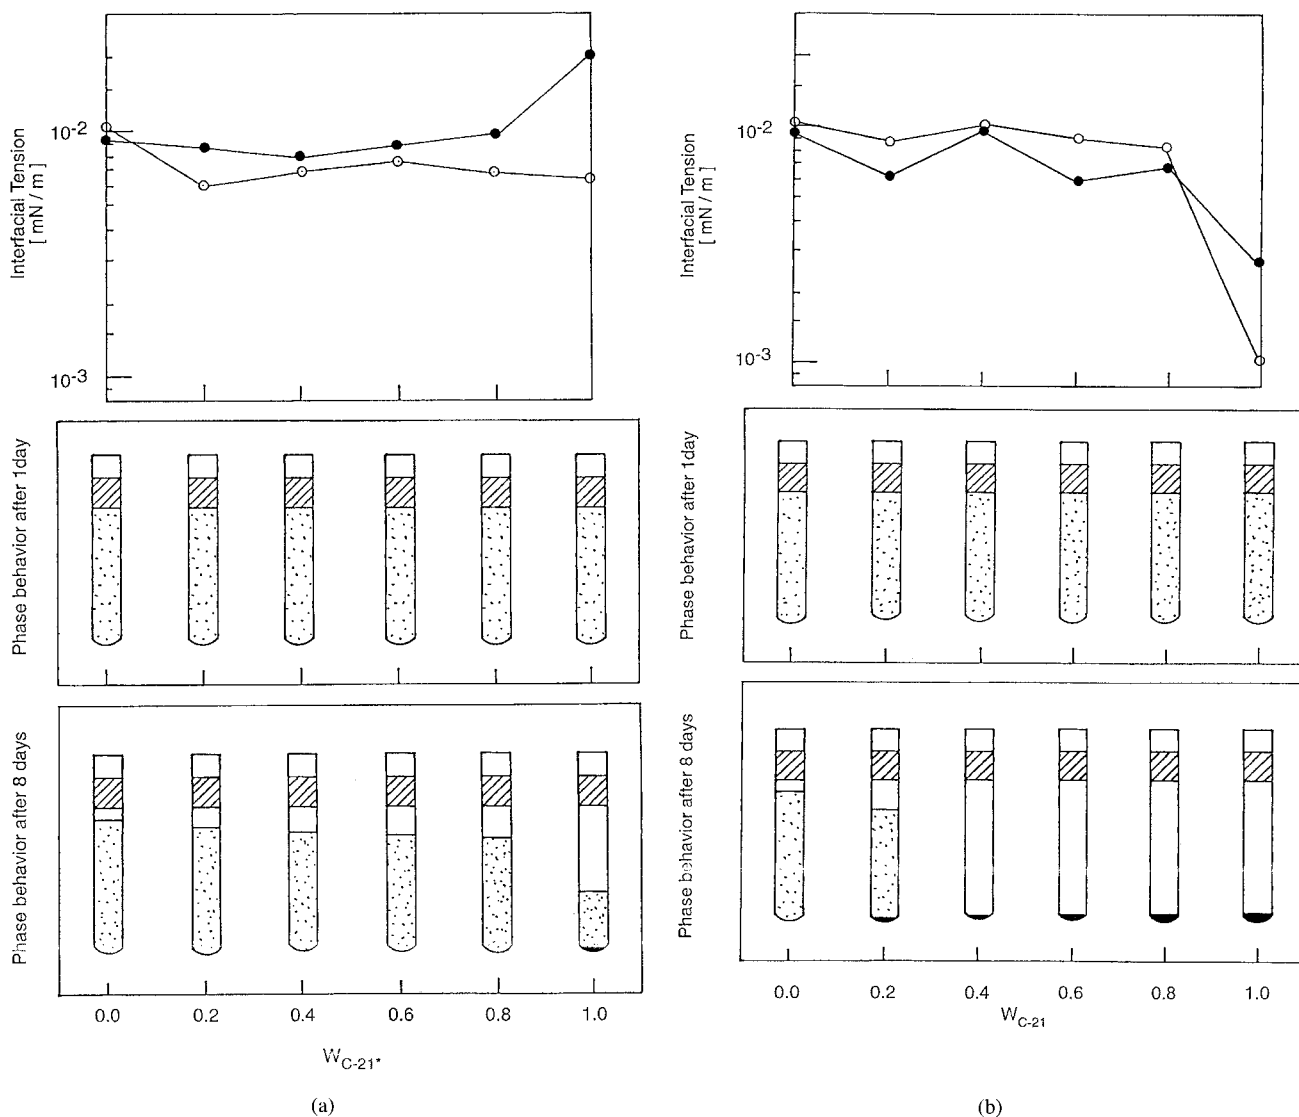 10-2
10-3
Interfacial Tension
[ mN / m]
Phase behavior after 1day
Phase behavior after 8 days
0.0 0.2 0.4 0.6 0.8 1.0
WC-21*
(a)
10-2
10-3
Interfacial Tension
[ mN / m]
Phase behavior after 1day
Phase behavior after 8 days
0.0 0.2 0.4 0.6 0.8 1.0
WC-21
(b)